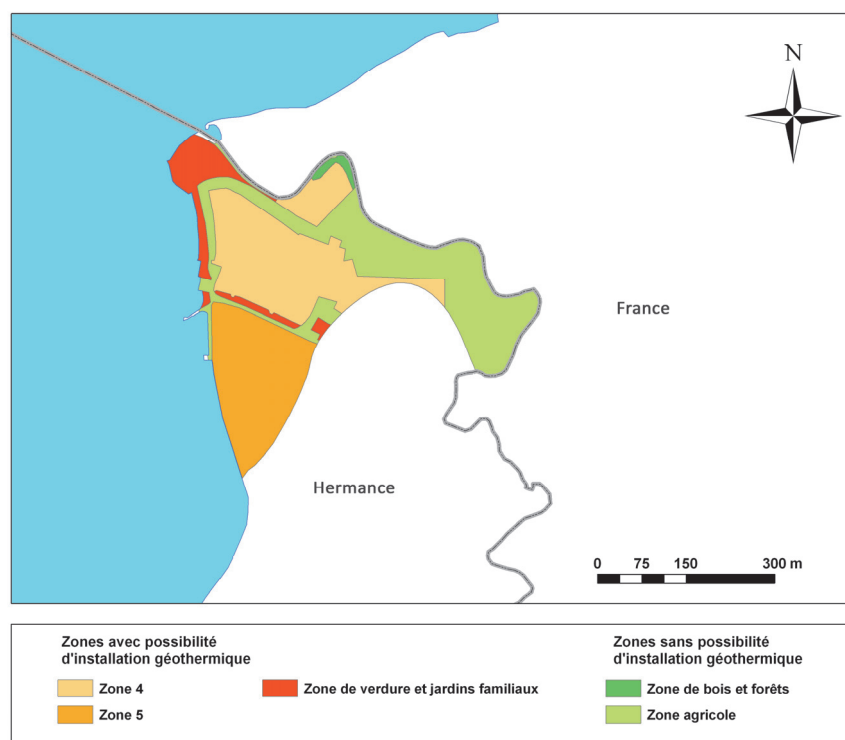 N
France
Hermance
0 75 150 300 m
Zones avec possibilité
d'installation géothermique
Zone 4
Zone 5
Zone de verdure et jardins familiaux
Zones sans possibilité
d'installation géothermique
Zone de bois et forêts
Zone agricole